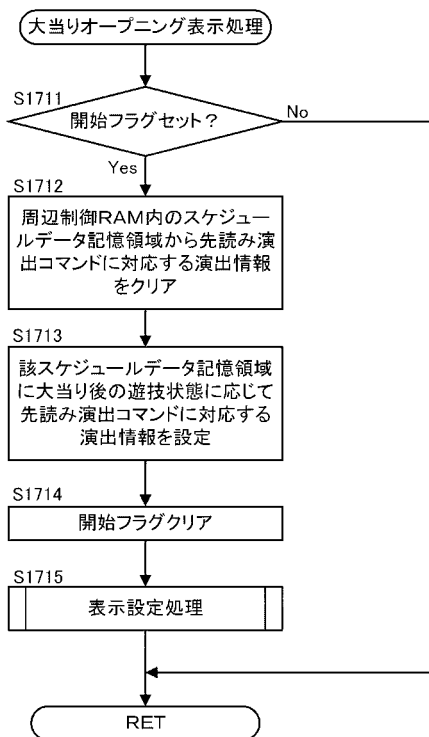 大当りオープニング表示処理
S1711
開始フラグセット?
No
Yes
S1712
周辺制御RAM内のスケジュー
ルデータ記憶領域から先読み演
出コマンドに対応する演出情報
をクリア
S1713
該スケジュールデータ記憶領域
に大当り後の遊技状態に応じて
先読み演出コマンドに対応する
演出情報を設定
S1714
開始フラグクリア
S1715
表示設定処理
RET